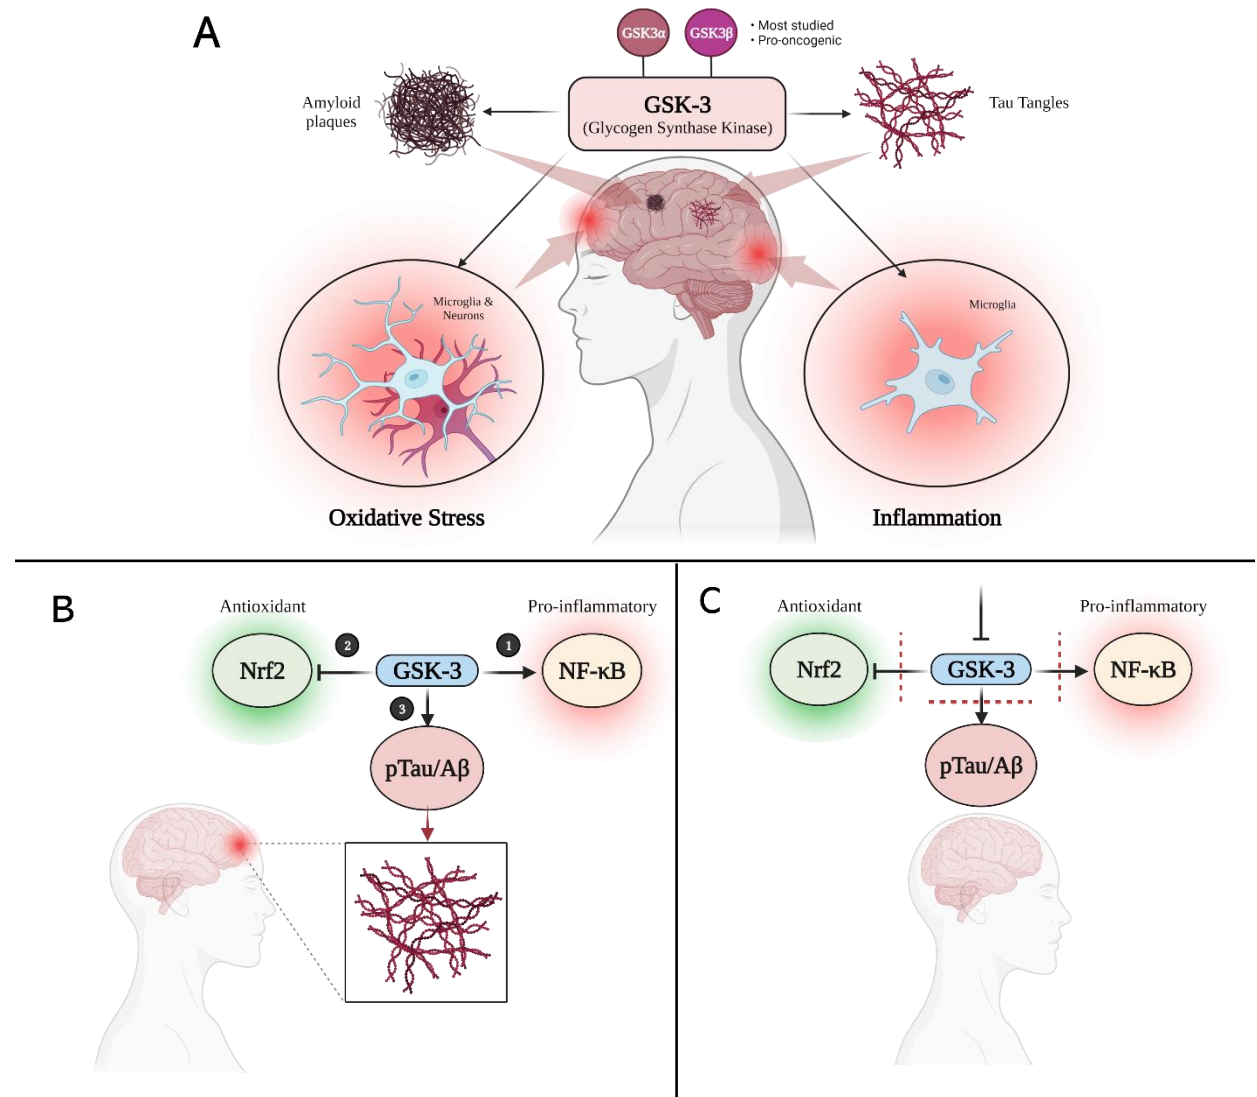 A
GSK3α
GSK3β
• Most studied
• Pro-oncogenic
Amyloid
plaques
GSK-3
(Glycogen Synthase Kinase)
Tau Tangles
Microglia &
Neurons
Microglia
Oxidative Stress
Inflammation
B
Antioxidant
Pro-inflammatory
Nrf2
2
GSK-3
1
NF-κB
3
pTau/Aβ
C
Antioxidant
Pro-inflammatory
Nrf2
GSK-3
NF-κB
pTau/Aβ